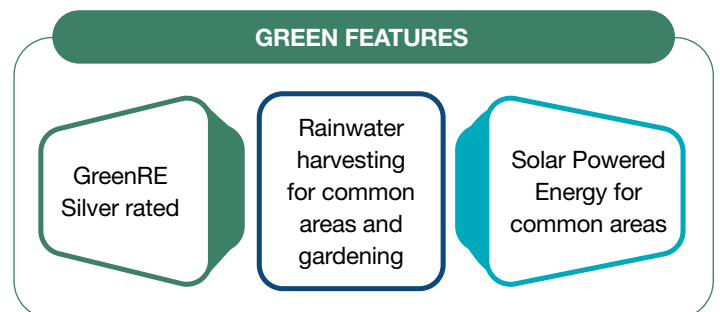 GREEN FEATURES
GreenRE
Silver rated
Rainwater
harvesting
for common
areas and
gardening
Solar Powered
Energy for
common areas